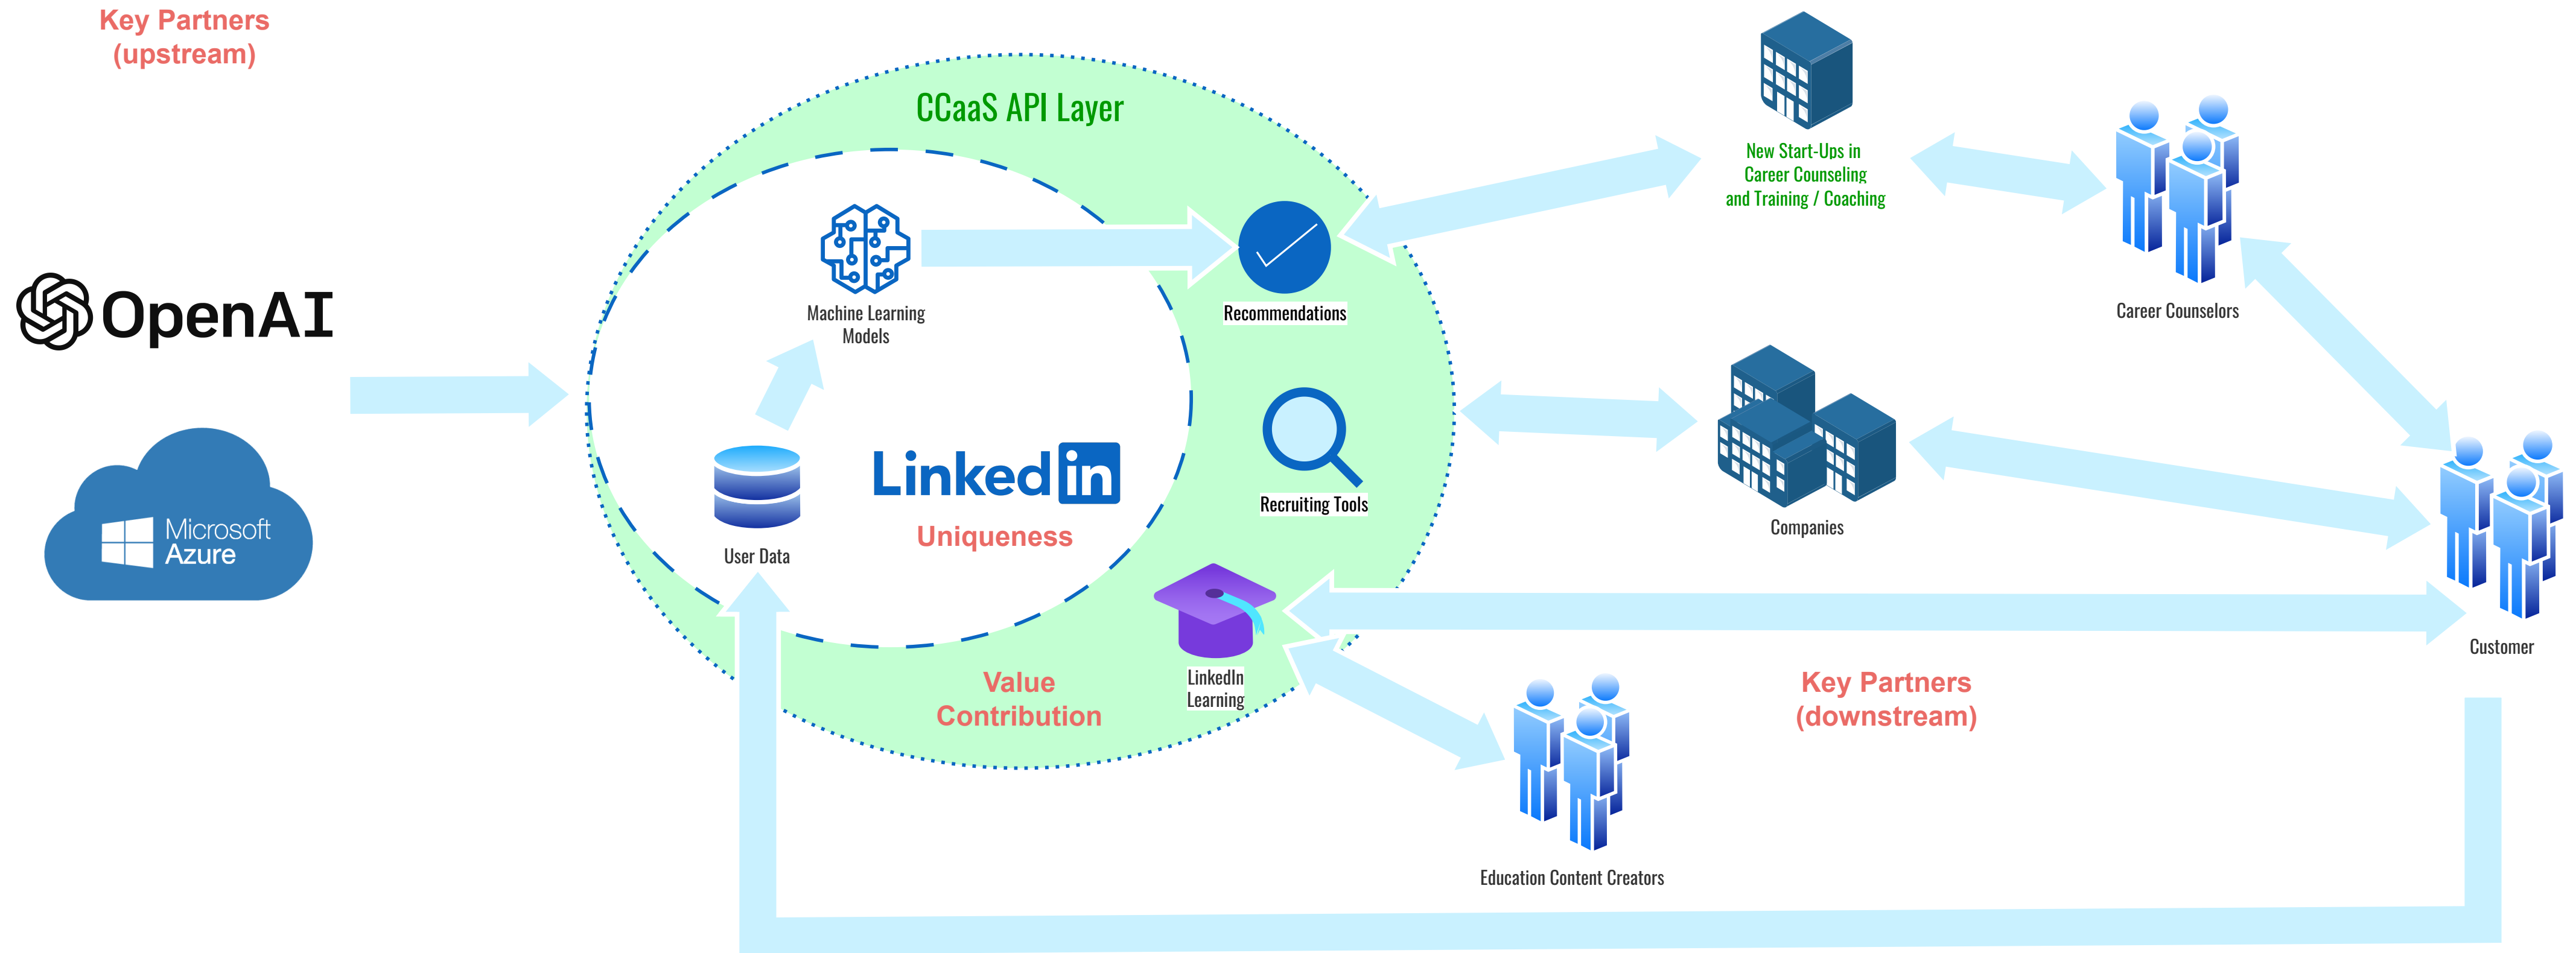 Key Partners
(upstream)
OpenAI
Microsoft
Azure
CCaaS API Layer
Machine Learning
Models
User Data
LinkedIn
Uniqueness
Value
Contribution
Recommendations
Recruiting Tools
LinkedIn
Learning
New Start-Ups in
Career Counseling
and Training / Coaching
Career Counselors
Companies
Customer
Key Partners
(downstream)
Education Content Creators